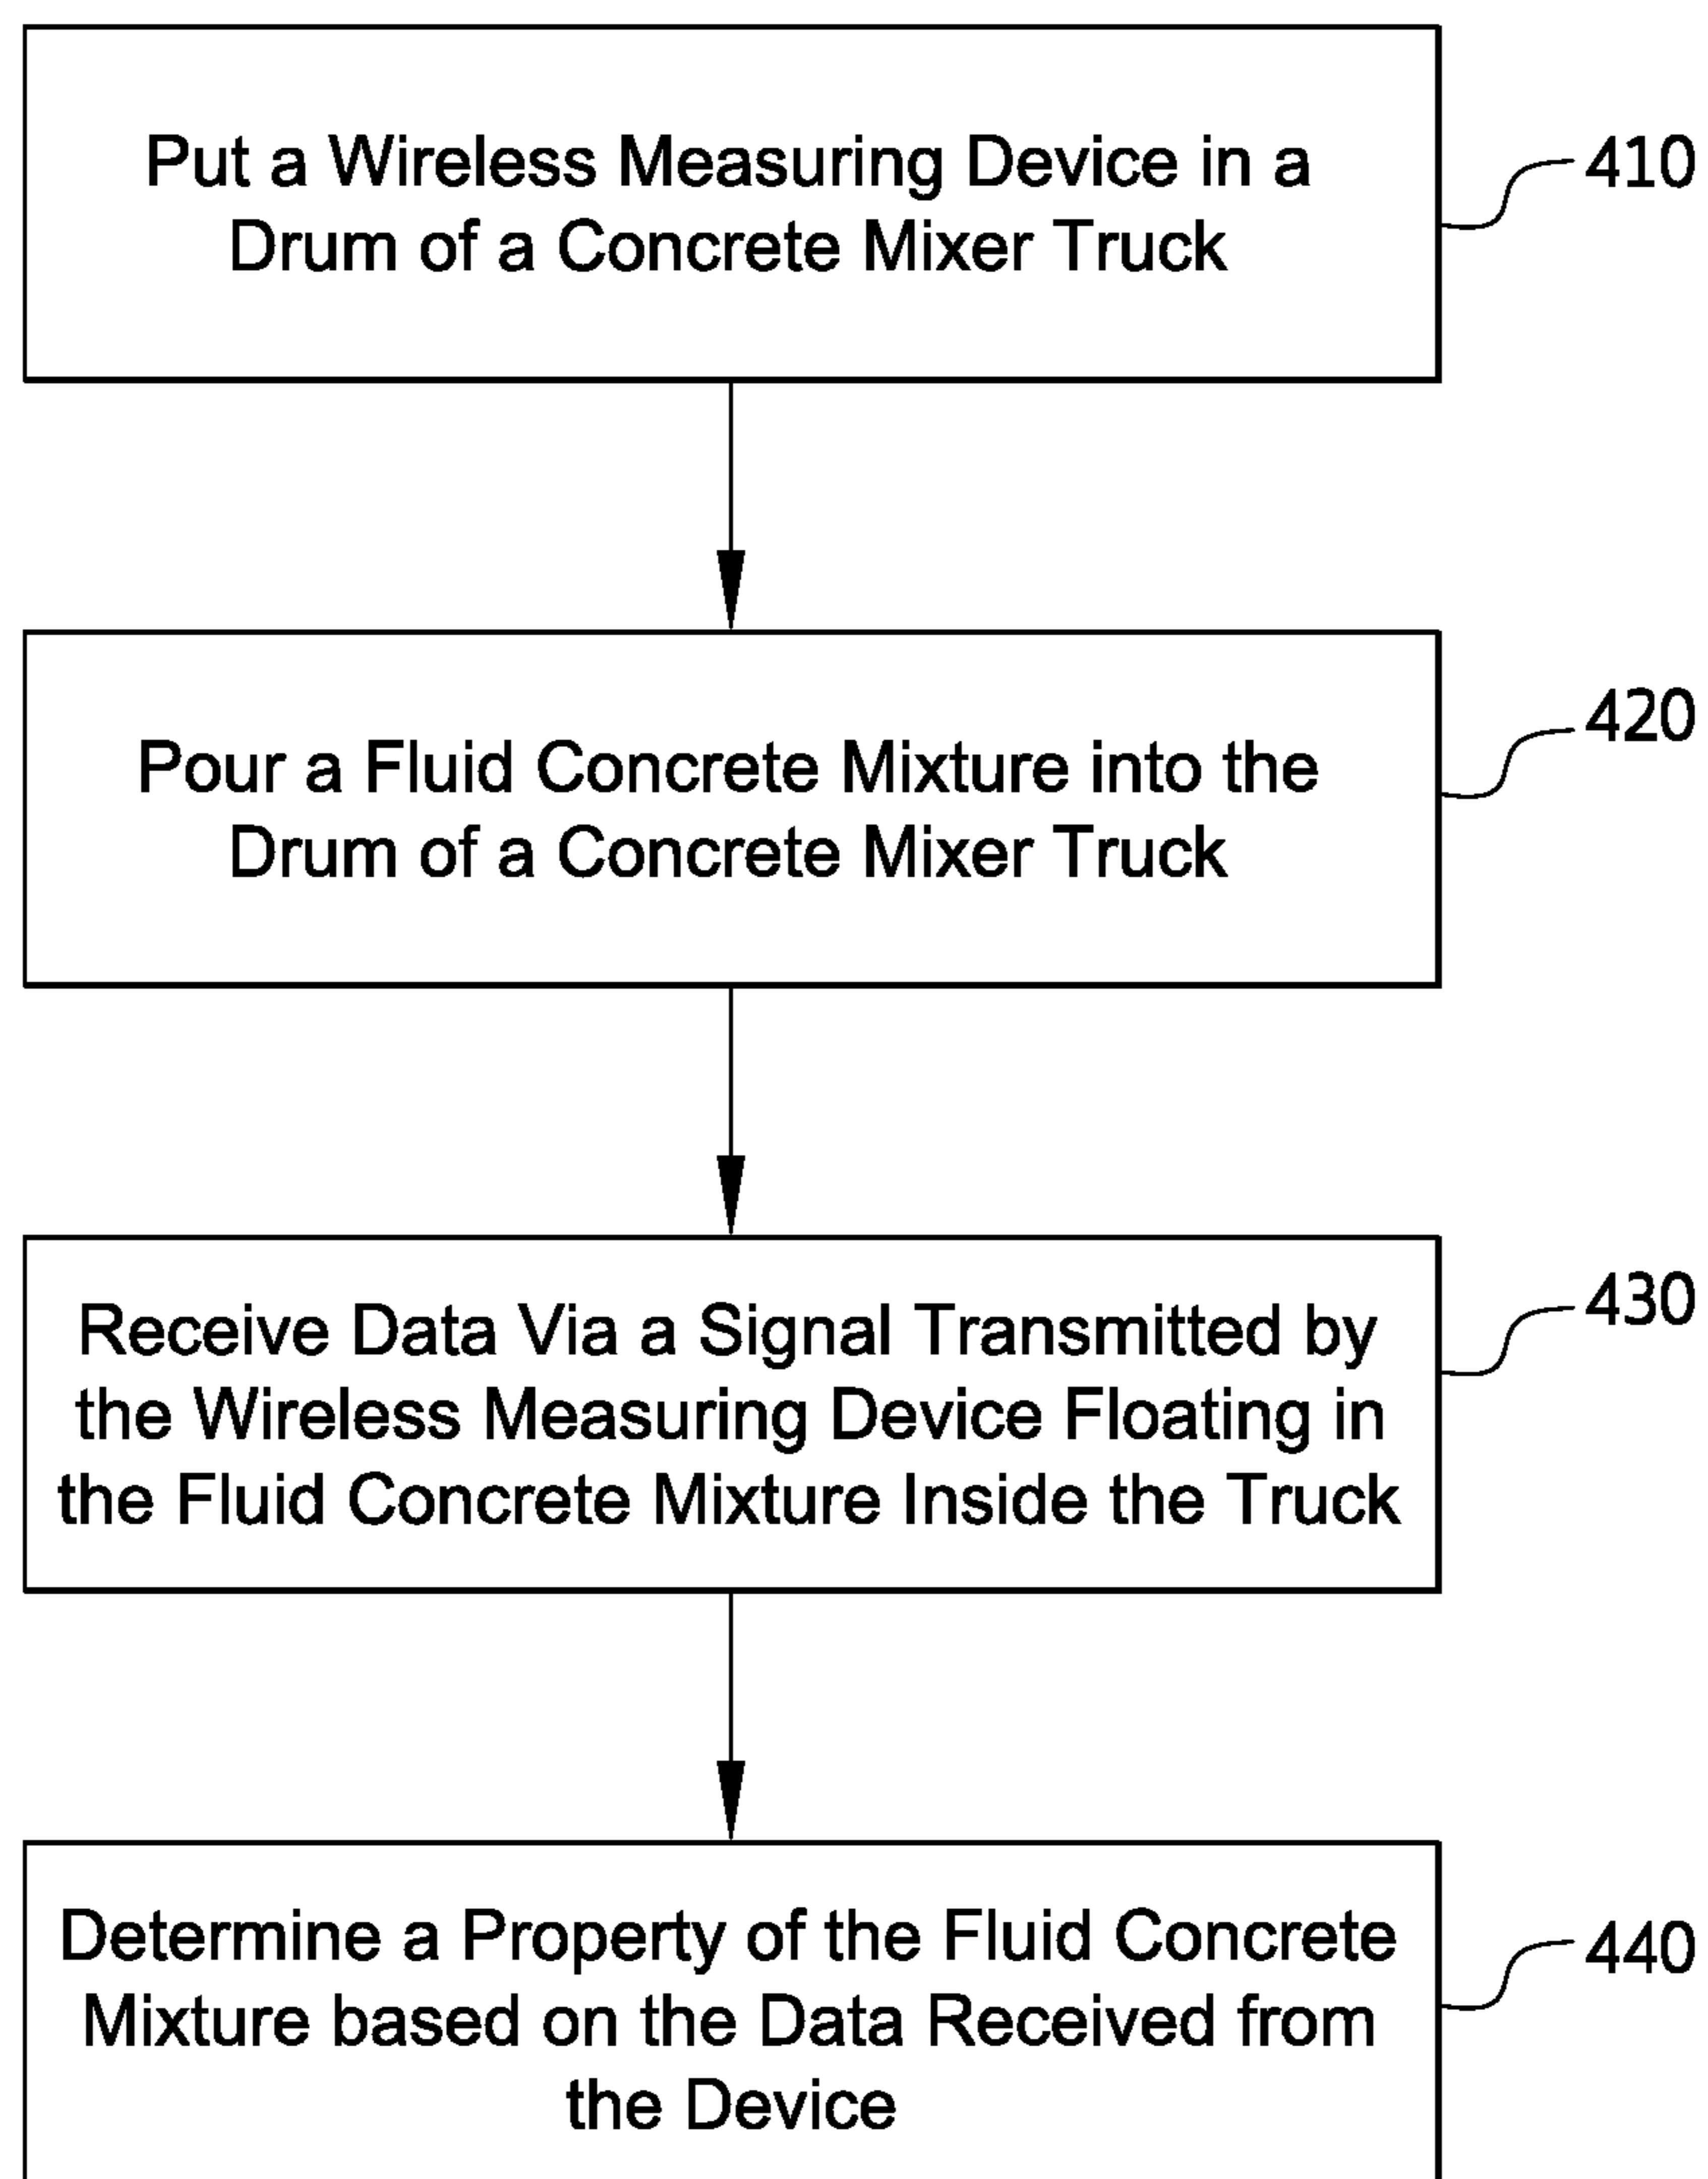 Put a Wireless Measuring Device in a
Drum of a Concrete Mixer Truck
410
Pour a Fluid Concrete Mixture into the
Drum of a Concrete Mixer Truck
420
Receive Data Via a Signal Transmitted by
the Wireless Measuring Device Floating in
the Fluid Concrete Mixture Inside the Truck
430
Determine a Property of the Fluid Concrete
Mixture based on the Data Received from
the Device
440